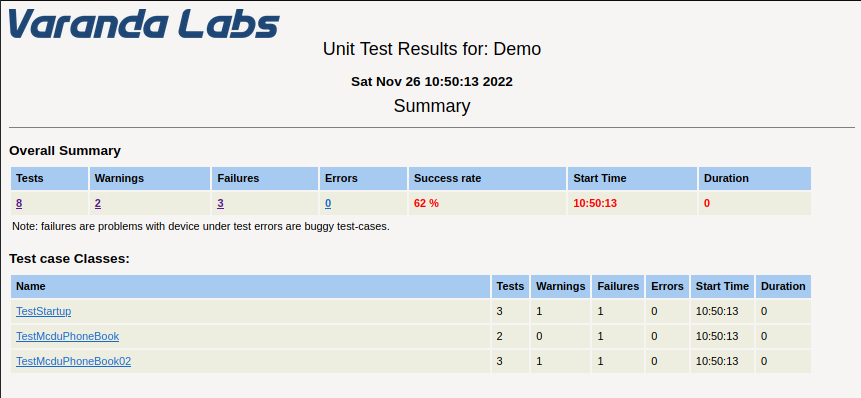 Varanda Labs
Unit Test Results for: Demo
Sat Nov 26 10:50:13 2022
Summary
Overall Summary
Tests Warnings Failures Errors Success rate Start Time Duration
8 2 3 0 62 % 10:50:13 0
Note: failures are problems with device under test errors are buggy test-cases.
Test case Classes:
Name Tests Warnings Failures Errors Start Time Duration
TestStartup 3 1 1 0 10:50:13 0
TestMcduPhoneBook 2 0 1 0 10:50:13 0
TestMcduPhoneBook02 3 1 1 0 10:50:13 0